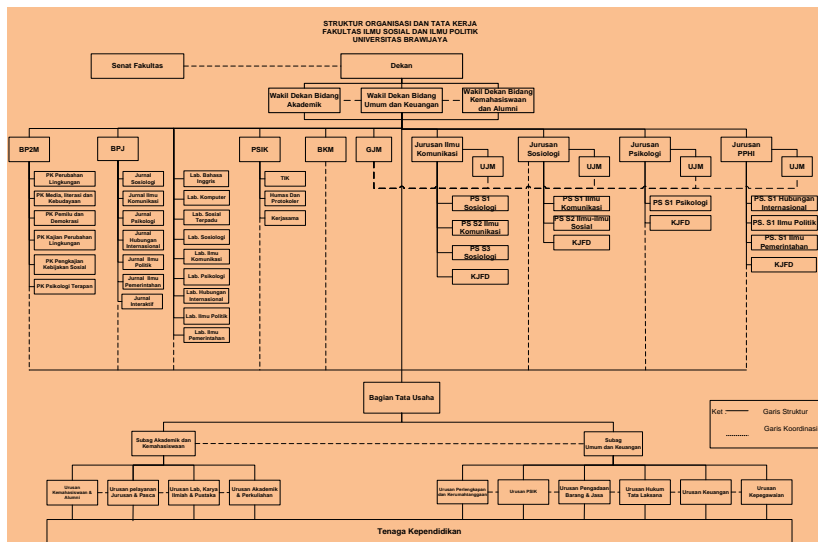 STRUKTUR ORGANISASI DAN TATA KERJA
FAKULTAS ILMU SOSIAL DAN ILMU POLITIK
UNIVERSITAS BRAWIJAYA
Senat Fakultas
Dekan
Wakil Dekan Bidang
Akademik
Wakil Dekan Bidang
Umum dan Keuangan
Wakil Dekan Bidang
Kemahasiswaan
dan Alumni
BP2M
BPJ
PSIK
BKM
GJM
Jurusan Ilmu
Komunikasi
UJM
Jurusan
Sosiologi
UJM
Jurusan
Psikologi
UJM
Jurusan
PPHI
UJM
PK Perubahan
Lingkungan
PK Media, literasi dan
Kebudayaan
PK Pemilu dan
Demokrasi
PK Kajian Perubahan
Lingkungan
PK Pengkajian
Kebijakan Sosial
PK Psikologi Terapan
Jurnal
Sosiologi
Jurnal Ilmu
Komunikasi
Jurnal
Psikologi
Jurnal
Hubungan
Internasional
Jurnal Ilmu
Politik
Jurnal Ilmu
Pemerintahan
Jurnal
Interaktif
Lab. Bahasa
Inggris
Lab. Komputer
Lab. Sosial
Terpadu
Lab. Sosiologi
Lab. Ilmu
Komunikasi
Lab. Psikologi
Lab. Hubungan
Internasional
Lab. Ilmu Politik
Lab. Ilmu
Pemerintahan
TIK
Humas Dan
Protokoler
Kerjasama
PS S1
Sosiologi
PS S2 Ilmu
Komunikasi
PS S3
Sosiologi
KJFD
PS S1 Ilmu
Komunikasi
PS S2 Ilmu-Ilmu
Sosial
KJFD
PS S1 Psikologi
KJFD
PS. S1 Hubungan
Internasional
PS. S1 Ilmu Politik
PS. S1 Ilmu
Pemerintahan
KJFD
Bagian Tata Usaha
Ket :
Garis Struktur
Garis Koordinasi
Subag Akademik dan
Kemahasiswaan
Subag
Umum dan Keuangan
Urusan
Kemahasiswaan &
Alumni
Urusan pelayanan
Jurusan & Pasca
Urusan Lab, Karya
Ilmiah & Pustaka
Urusan Akademik
& Perkuliahan
Urusan Perlengkapan
dan Kerumahtanggaan
Urusan PSIK
Urusan Pengadaan
Barang & Jasa
Urusan Hukum
Tata Laksana
Urusan Keuangan
Urusan
Kepegawaian
Tenaga Kependidikan